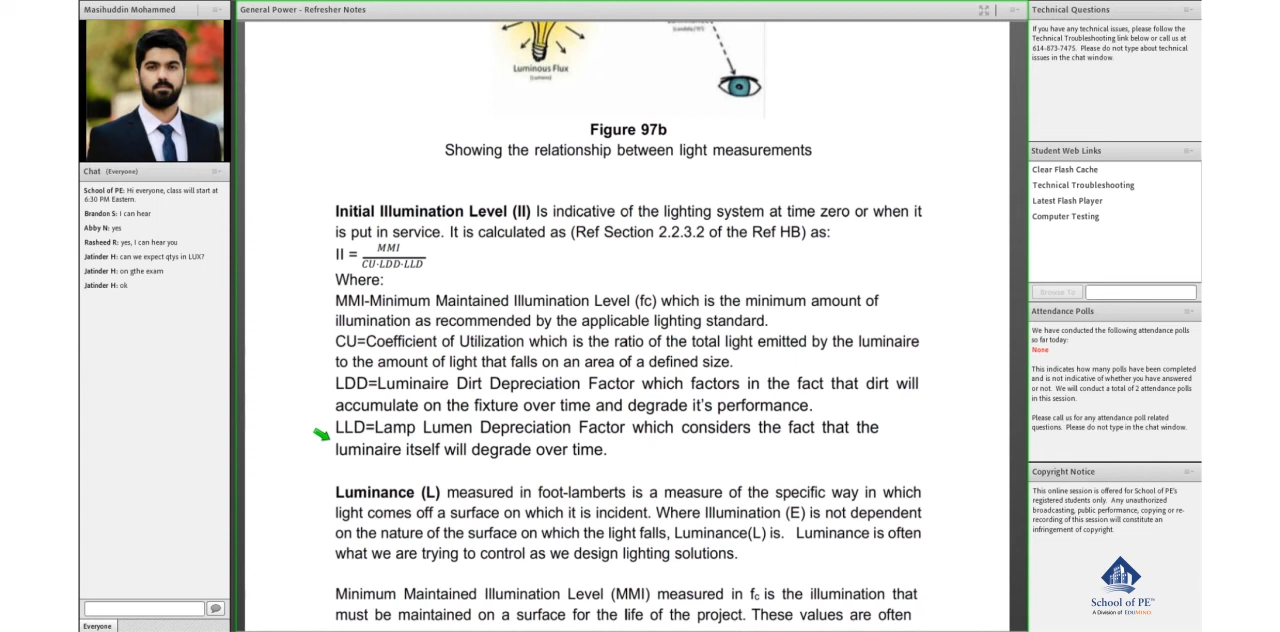 Masihuddin Mohammed
General Power - Refresher Notes
Technical Questions
If you have any technical issues, please follow the
Technical Troubleshooting link below or call us at
614-873-7475. Please do not type about technical
issues in the chat window.
Luminous Flux
(Lumens)
Figure 97b
Showing the relationship between light measurements
Chat (Everyone)
School of PE: Hi everyone, class will start at
6:30 PM Eastern.
Brandon S: I can hear
Abby N: yes
Rasheed R: yes, I can hear you
Jatinder H: can we expect qtys in LUX?
Jatinder H: on gthe exam
Jatinder H: ok
Everyone
Initial Illumination Level (II) Is indicative of the lighting system at time zero or when it
is put in service. It is calculated as (Ref Section 2.2.3.2 of the Ref HB) as:
II = MMI / CU·LDD·LLD
Where:
MMI-Minimum Maintained Illumination Level (fc) which is the minimum amount of
illumination as recommended by the applicable lighting standard.
CU=Coefficient of Utilization which is the ratio of the total light emitted by the luminaire
to the amount of light that falls on an area of a defined size.
LDD=Luminaire Dirt Depreciation Factor which factors in the fact that dirt will
accumulate on the fixture over time and degrade it's performance.
LLD=Lamp Lumen Depreciation Factor which considers the fact that the
luminaire itself will degrade over time.
Luminance (L) measured in foot-lamberts is a measure of the specific way in which
light comes off a surface on which it is incident. Where Illumination (E) is not dependent
on the nature of the surface on which the light falls, Luminance(L) is. Luminance is often
what we are trying to control as we design lighting solutions.
Minimum Maintained Illumination Level (MMI) measured in fc is the illumination that
must be maintained on a surface for the life of the project. These values are often
Student Web Links
Clear Flash Cache
Technical Troubleshooting
Latest Flash Player
Computer Testing
Browse To
Attendance Polls
We have conducted the following attendance polls
so far today:
None
This indicates how many polls have been completed
and is not indicative of whether you have answered
or not. We will conduct a total of 2 attendance polls
in this session.
Please call us for any attendance poll related
questions. Please do not type in the chat window.
Copyright Notice
This online session is offered for School of PE's
registered students only. Any unauthorized
broadcasting, public performance, copying or re-
recording of this session will constitute an
infringement of copyright.
School of PE™
A Division of EDUMIND